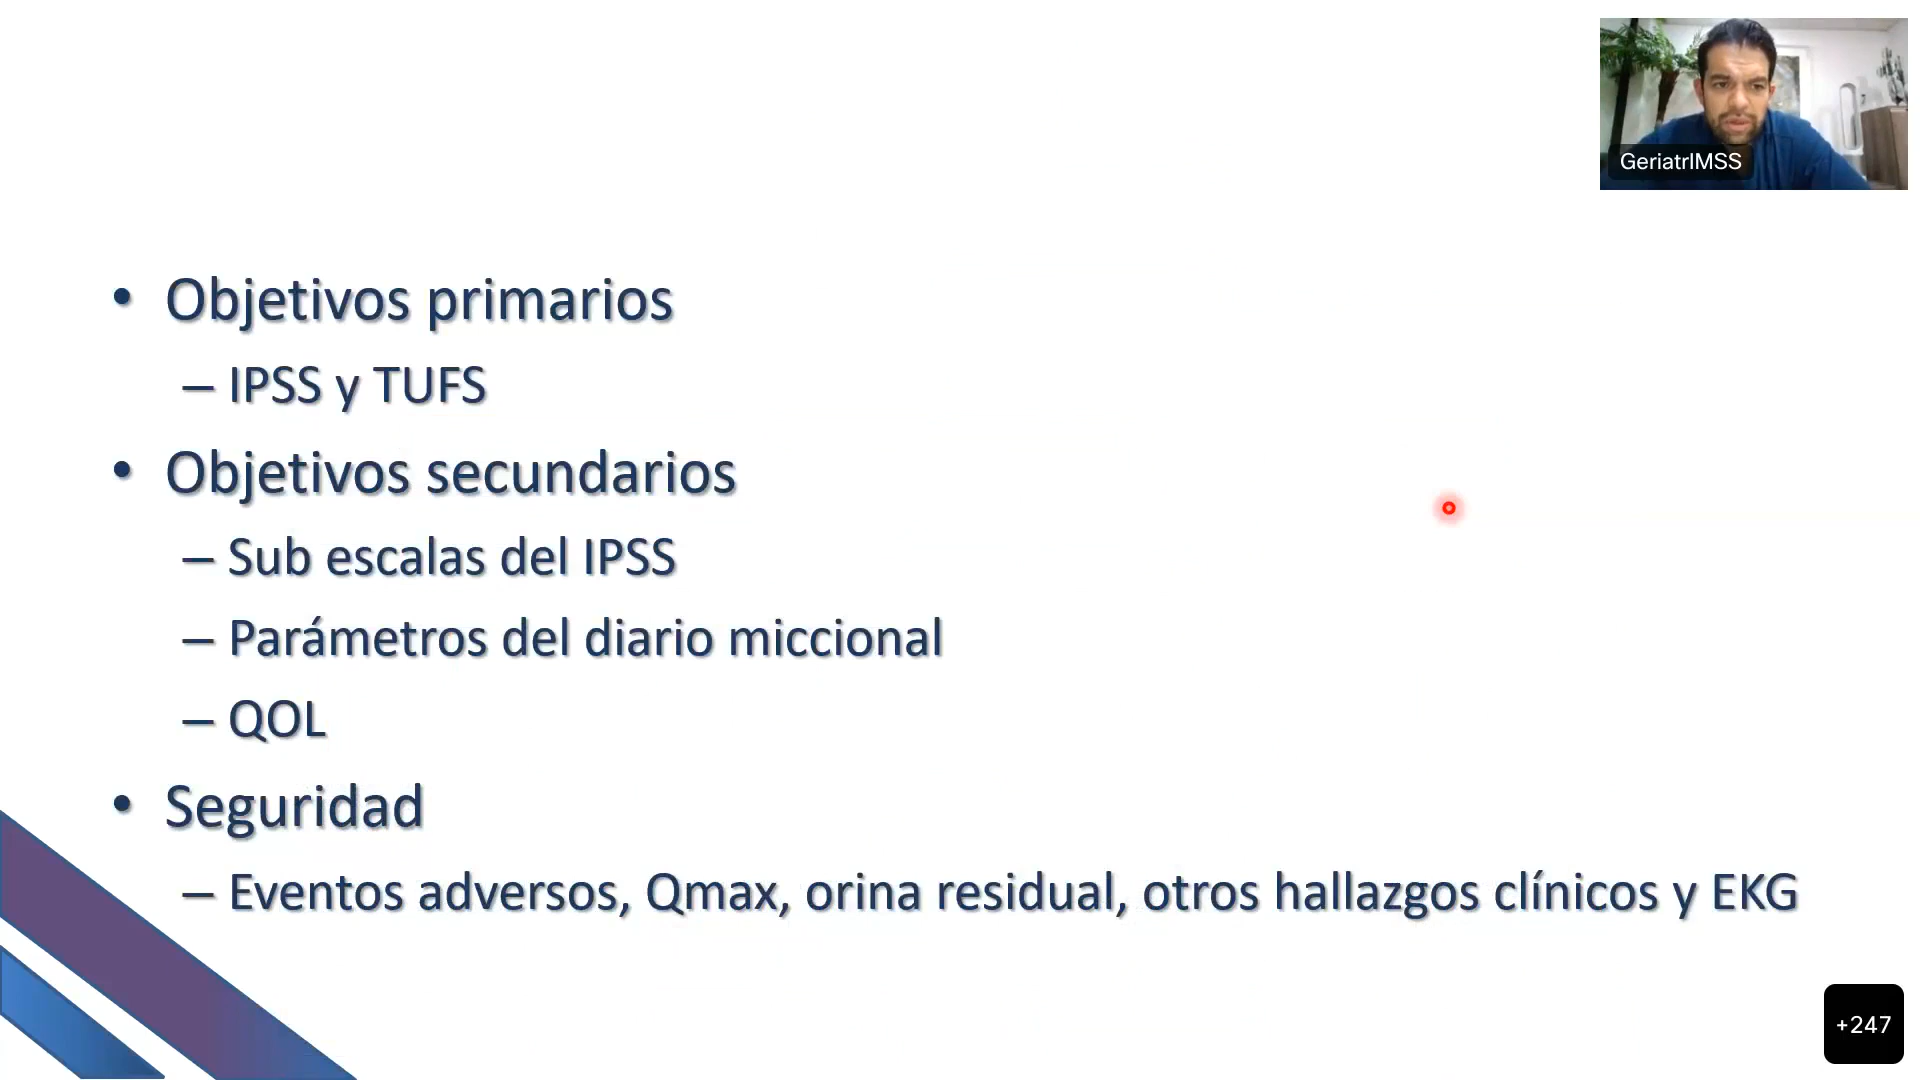 GeriatrIMSS
• Objetivos primarios
– IPSS y TUFS
• Objetivos secundarios
– Sub escalas del IPSS
– Parámetros del diario miccional
– QOL
• Seguridad
– Eventos adversos, Qmax, orina residual, otros hallazgos clínicos y EKG
+247